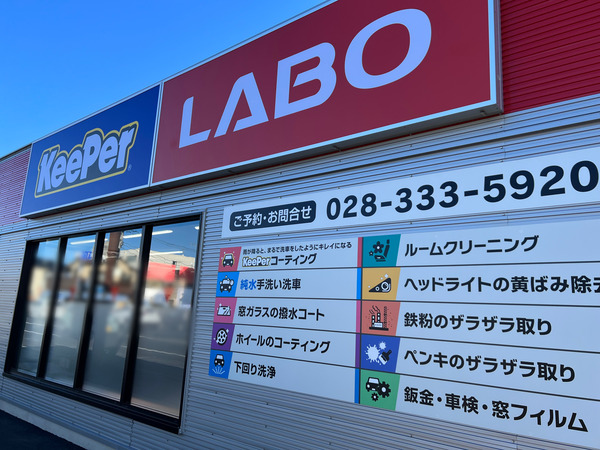 KeePer
LABO
ご予約・お問合せ 028-333-5920
雨が降ると、まるで洗車をしたようにキレイになる
KeePerコーティング
純水手洗い洗車
窓ガラスの撥水コート
ホイールのコーティング
下回り洗浄
ルームクリーニング
ヘッドライトの黄ばみ除去
鉄粉のザラザラ取り
ペンキのザラザラ取り
鈑金・車検・窓フィルム